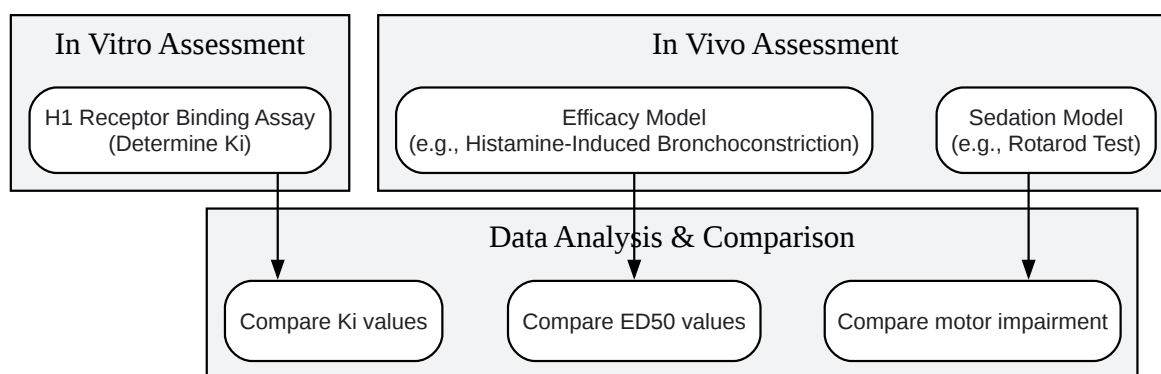 In Vitro Assessment
H1 Receptor Binding Assay
(Determine Ki)
In Vivo Assessment
Efficacy Model
(e.g., Histamine-Induced Bronchoconstriction)
Sedation Model
(e.g., Rotarod Test)
Data Analysis & Comparison
Compare Ki values
Compare ED50 values
Compare motor impairment